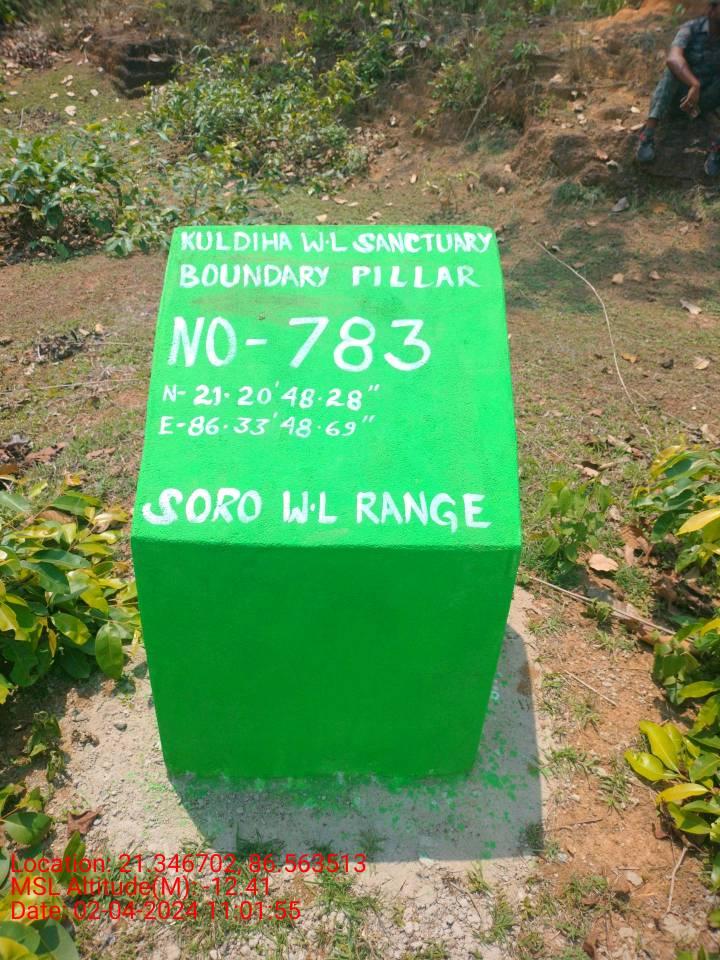 KULDIHA W.L SANCTUARY
BOUNDARY PILLAR
NO-783
N-21.20'48.28"
E-86.33'48.69"
SORO W.L RANGE
Location: 21.346702, 86.563513
MSL Altitude(M): -12.41
Date: 02-04-2024 11:01:55